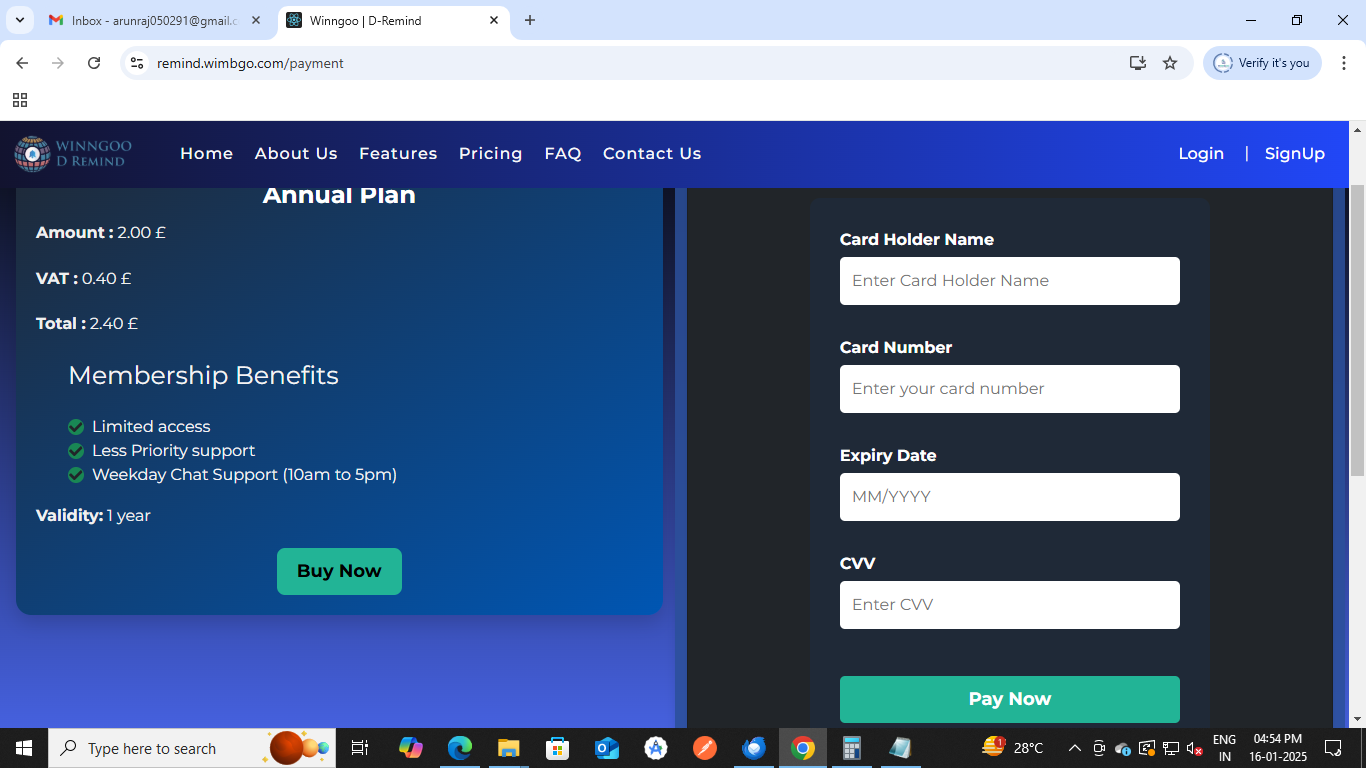 Inbox - arunraj050291@gmail.c
Winngoo | D-Remind
remind.wimbgo.com/payment
Verify it's you
WINNGOO
D REMIND
Home
About Us
Features
Pricing
FAQ
Contact Us
Login | SignUp
Annual Plan
Amount : 2.00 £
VAT : 0.40 £
Total : 2.40 £
Membership Benefits
Limited access
Less Priority support
Weekday Chat Support (10am to 5pm)
Validity: 1 year
Buy Now
Card Holder Name
Enter Card Holder Name
Card Number
Enter your card number
Expiry Date
MM/YYYY
CVV
Enter CVV
Pay Now
Type here to search
1
28°C
ENG
IN
04:54 PM
16-01-2025